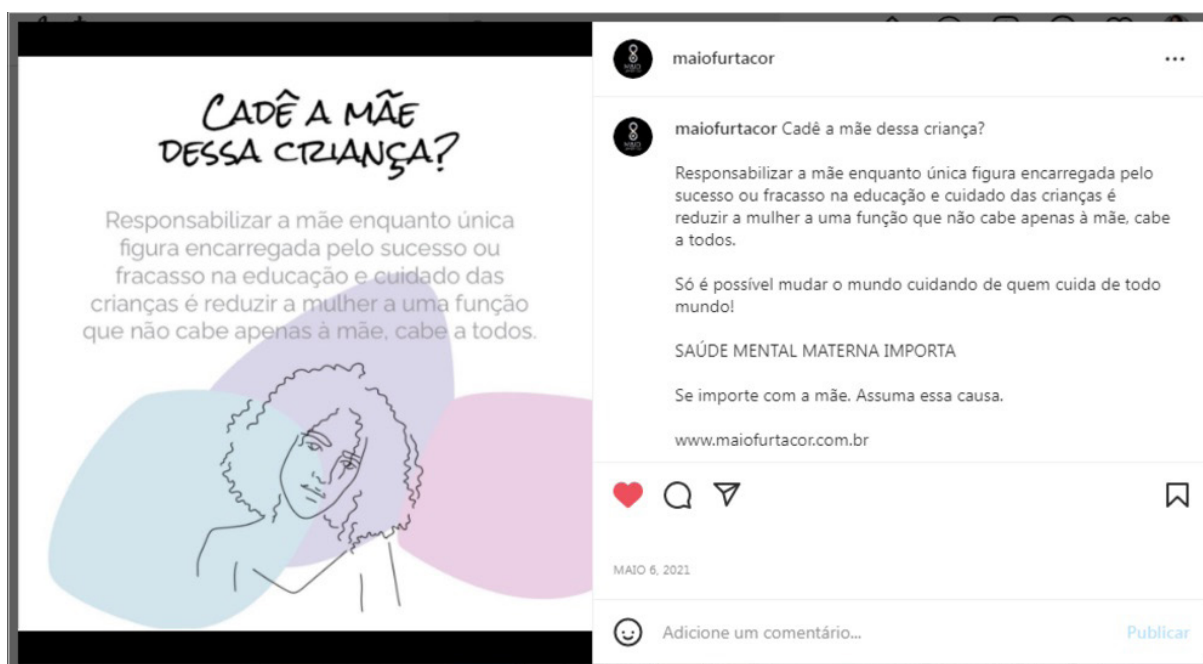 CADÊ A MÃE
DESSA CRIANÇA?
Responsabilizar a mãe enquanto única
figura encarregada pelo sucesso ou
fracasso na educação e cuidado das
crianças é reduzir a mulher a uma função
que não cabe apenas à mãe, cabe a todos.
maiofurtacor
maiofurtacor Cadê a mãe dessa criança?
Responsabilizar a mãe enquanto única figura encarregada pelo
sucesso ou fracasso na educação e cuidado das crianças é
reduzir a mulher a uma função que não cabe apenas à mãe, cabe
a todos.
Só é possível mudar o mundo cuidando de quem cuida de todo
mundo!
SAÚDE MENTAL MATERNA IMPORTA
Se importe com a mãe. Assuma essa causa.
www.maiofurtacor.com.br
MAIO 6, 2021
Adicione um comentário...
Publicar